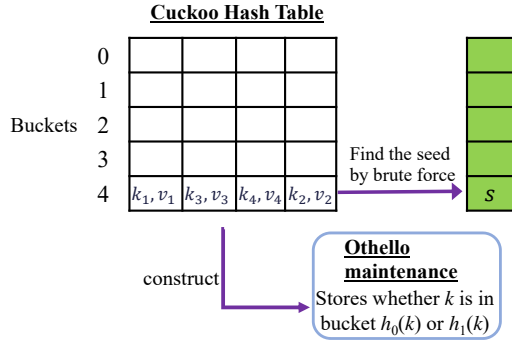 Cuckoo Hash Table
0
1
Buckets 2
3
4 k₁, v₁ k₃, v₃ k₄, v₄ k₂, v₂ s
Find the seed
by brute force
construct
Othello
maintenance
Stores whether k is in
bucket h₀(k) or h₁(k)